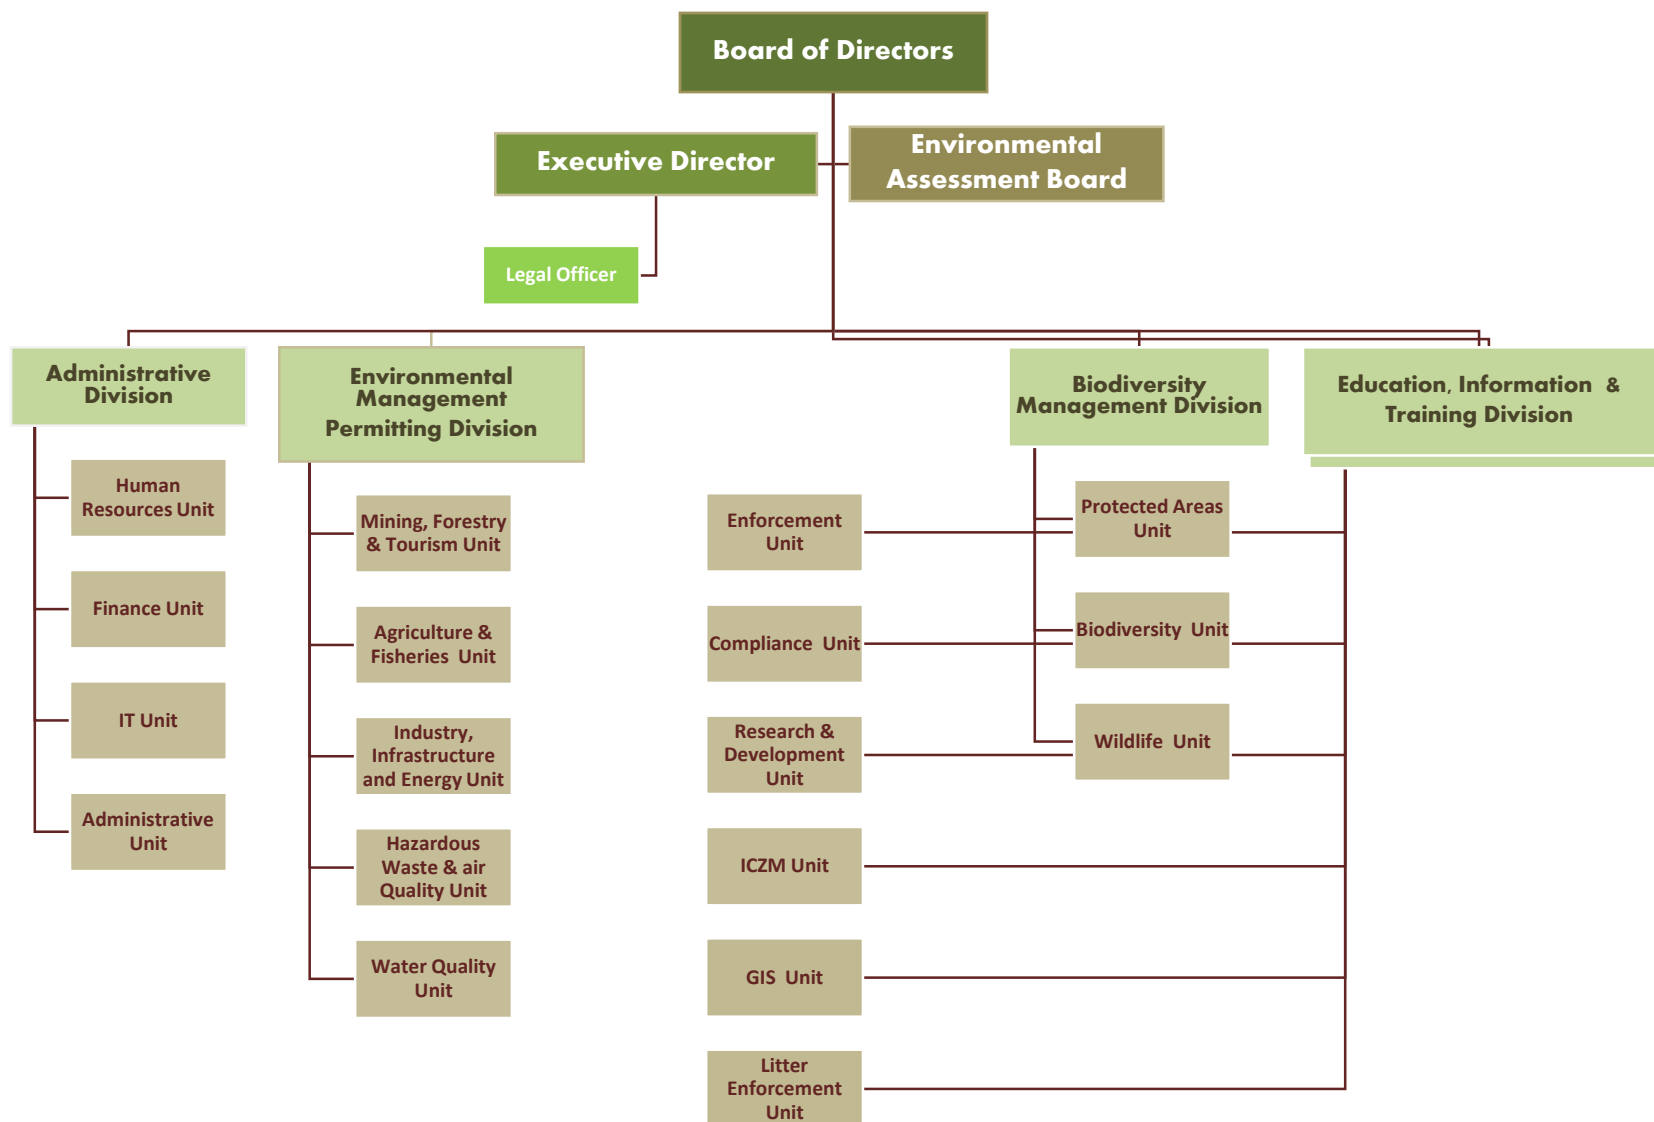 Board of Directors
Executive Director
Environmental
Assessment Board
Legal Officer
Administrative
Division
Environmental
Management
Permitting Division
Biodiversity
Management Division
Education, Information  &
Training Division
Human
Resources Unit
Finance Unit
IT Unit
Administrative
Unit
Mining, Forestry
& Tourism Unit
Agriculture &
Fisheries  Unit
Industry,
Infrastructure
and Energy Unit
Hazardous
Waste & air
Quality Unit
Water Quality
Unit
Enforcement
Unit
Compliance  Unit
Research &
Development
Unit
ICZM Unit
GIS  Unit
Litter
Enforcement
Unit
Protected Areas
Unit
Biodiversity  Unit
Wildlife  Unit